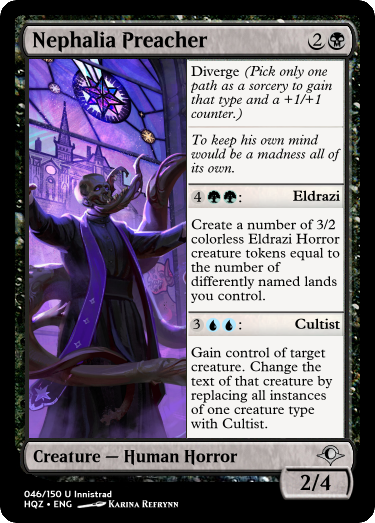 Nephalia Preacher 2
Diverge (Pick only one
path as a sorcery to gain
that type and a +1/+1
counter.)
To keep his own mind
would be a madness all of
its own.
4 : Eldrazi
Create a number of 3/2
colorless Eldrazi Horror
creature tokens equal to
the number of
differently named lands
you control.
3 : Cultist
Gain control of target
creature. Change the
text of that creature by
replacing all instances
of one creature type
with Cultist.
Creature — Human Horror
2/4
046/150 U Innistrad
HQZ • ENG Karina Refrynn